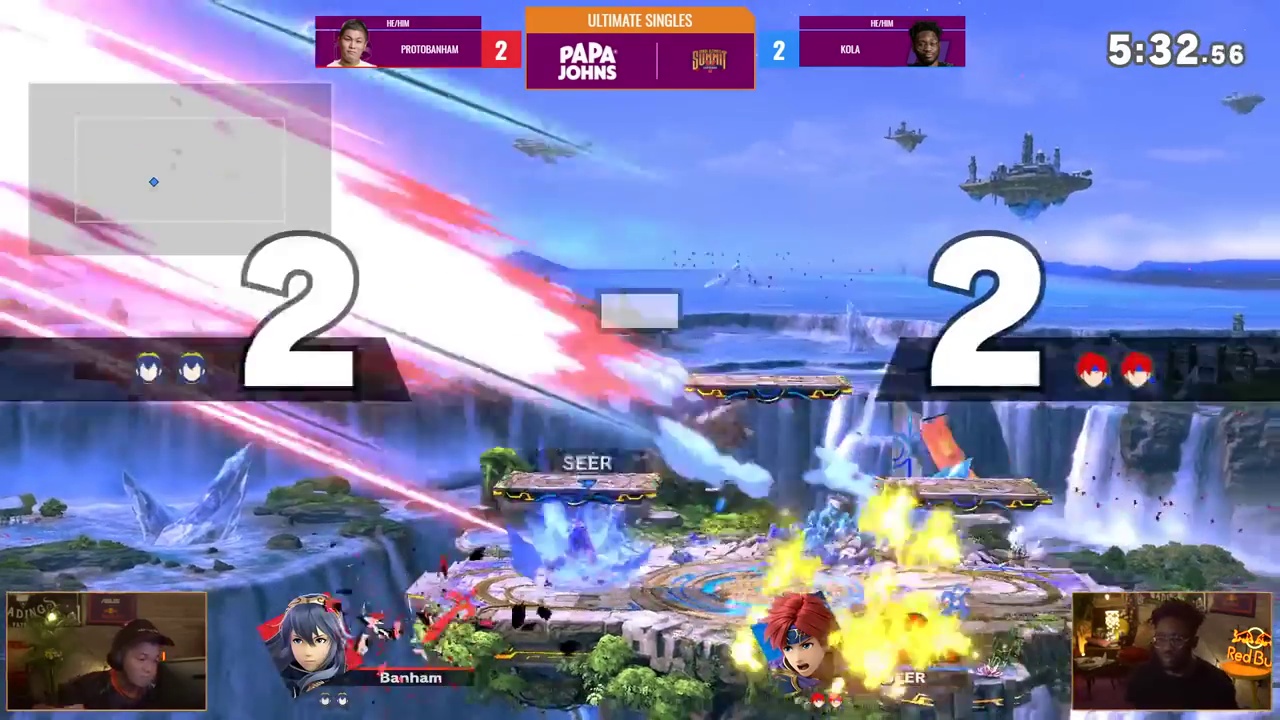 HE/HIM
PROTOBANHAM
2
ULTIMATE SINGLES
PAPA JOHNS
SUMMIT
2
HE/HIM
KOLA
5:32.56
2
2
SEER
Banham